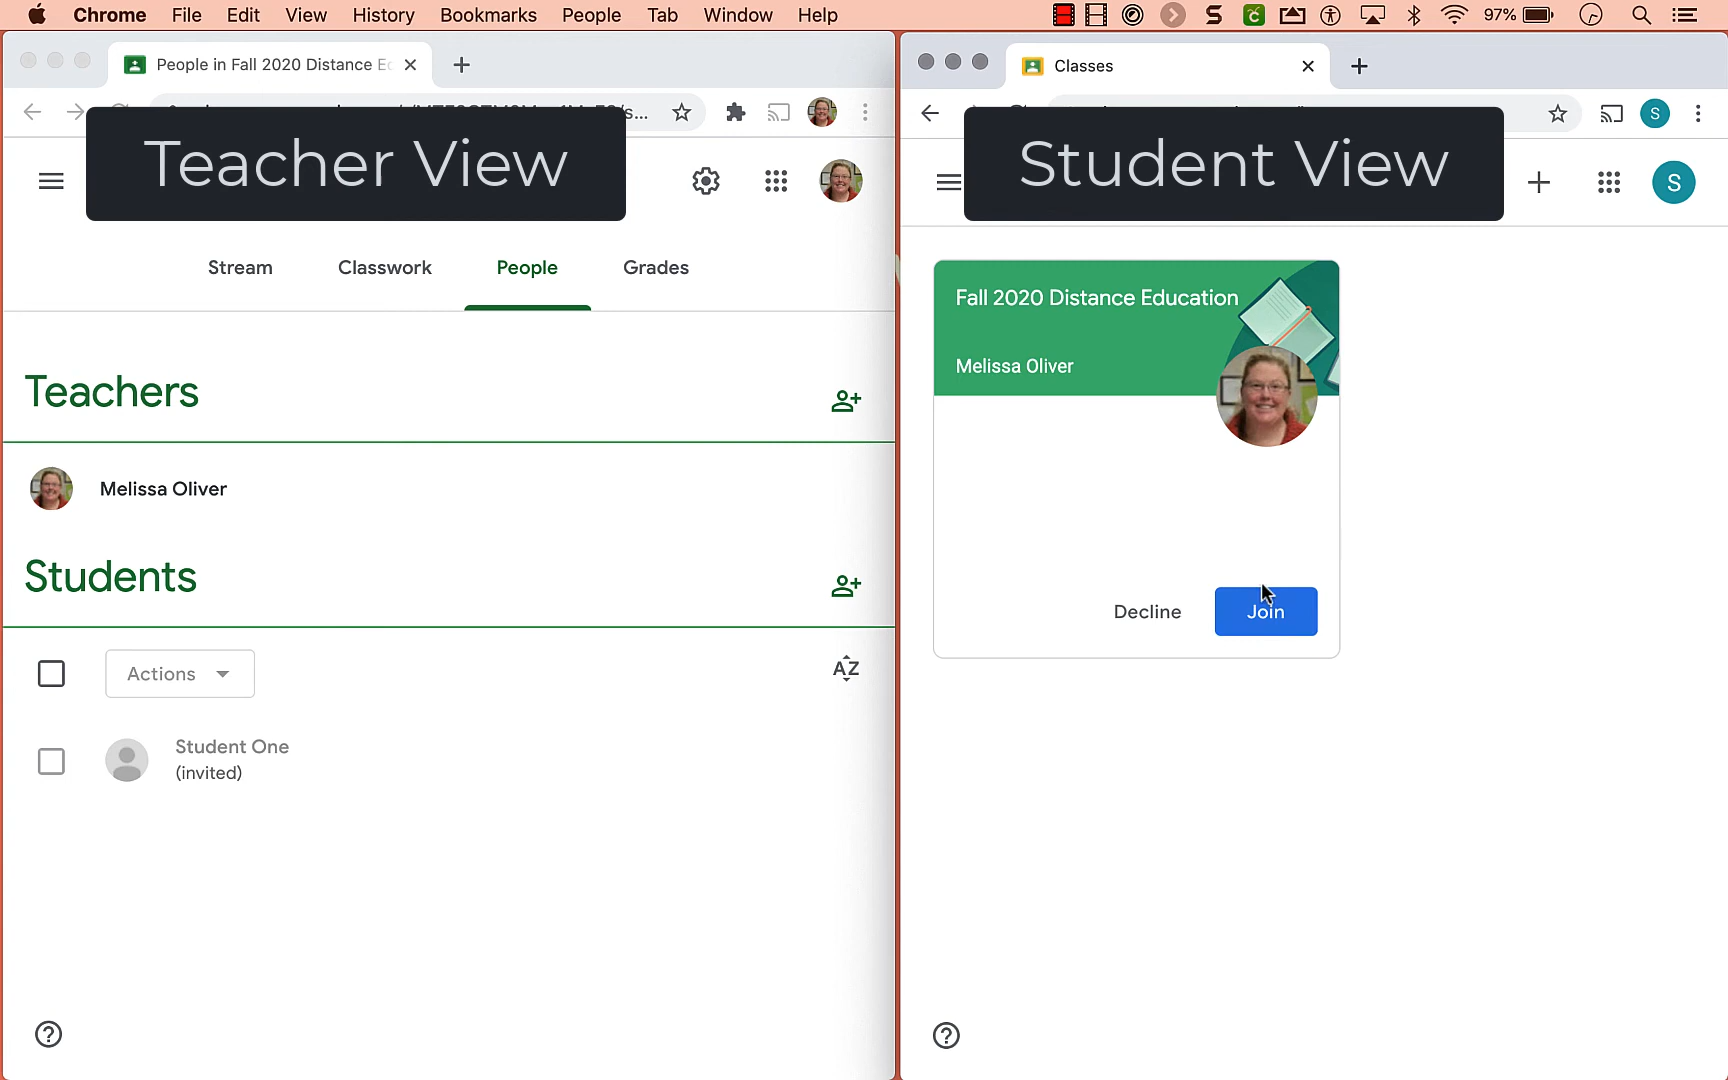 Chrome File Edit View History Bookmarks People Tab Window Help
97%
People in Fall 2020 Distance Ec
Teacher View
Stream Classwork People Grades
Teachers
Melissa Oliver
Students
Actions
AZ
Student One
(invited)
Classes
S
Student View
S
Fall 2020 Distance Education
Melissa Oliver
Decline Join